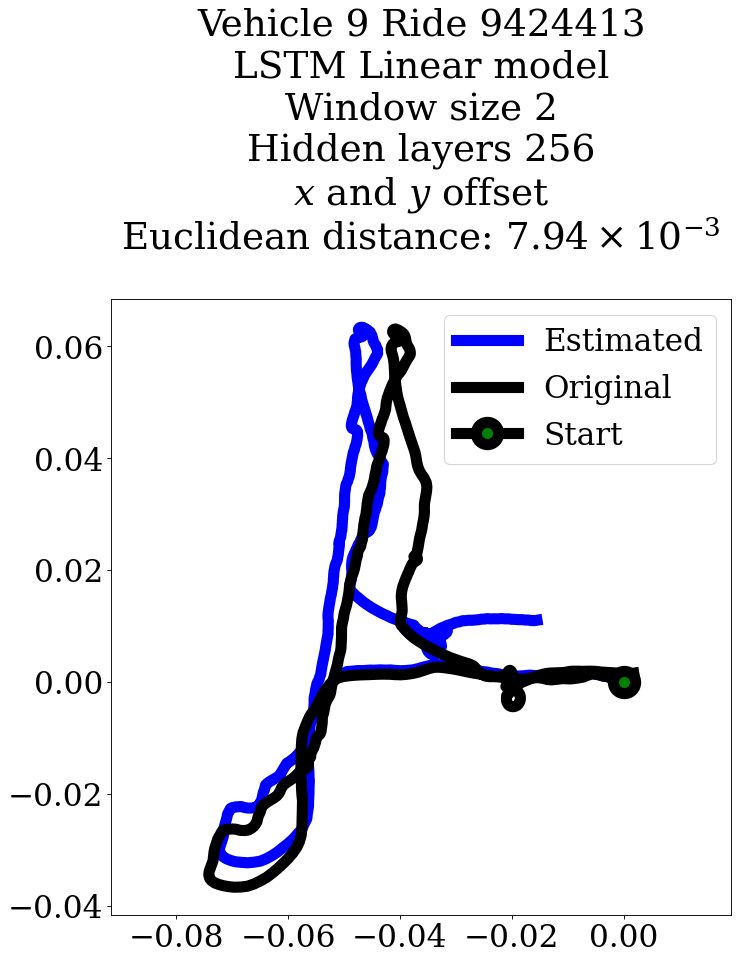 Vehicle 9 Ride 9424413
LSTM Linear model
Window size 2
Hidden layers 256
x and y offset
Euclidean distance: 7.94 × 10⁻³
Estimated
Original
Start
0.06
0.04
0.02
0.00
−0.02
−0.04
−0.08 −0.06 −0.04 −0.02 0.00